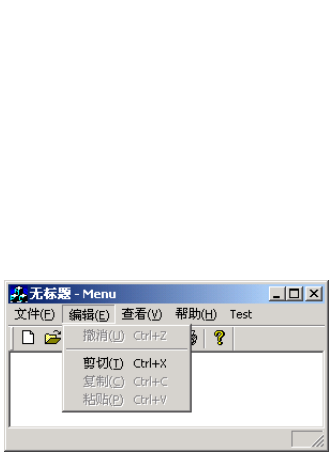 无标题 - Menu
文件(F) 编辑(E) 查看(V) 帮助(H) Test
撤消(U) Ctrl+Z
剪切(T) Ctrl+X
复制(C) Ctrl+C
粘贴(P) Ctrl+V